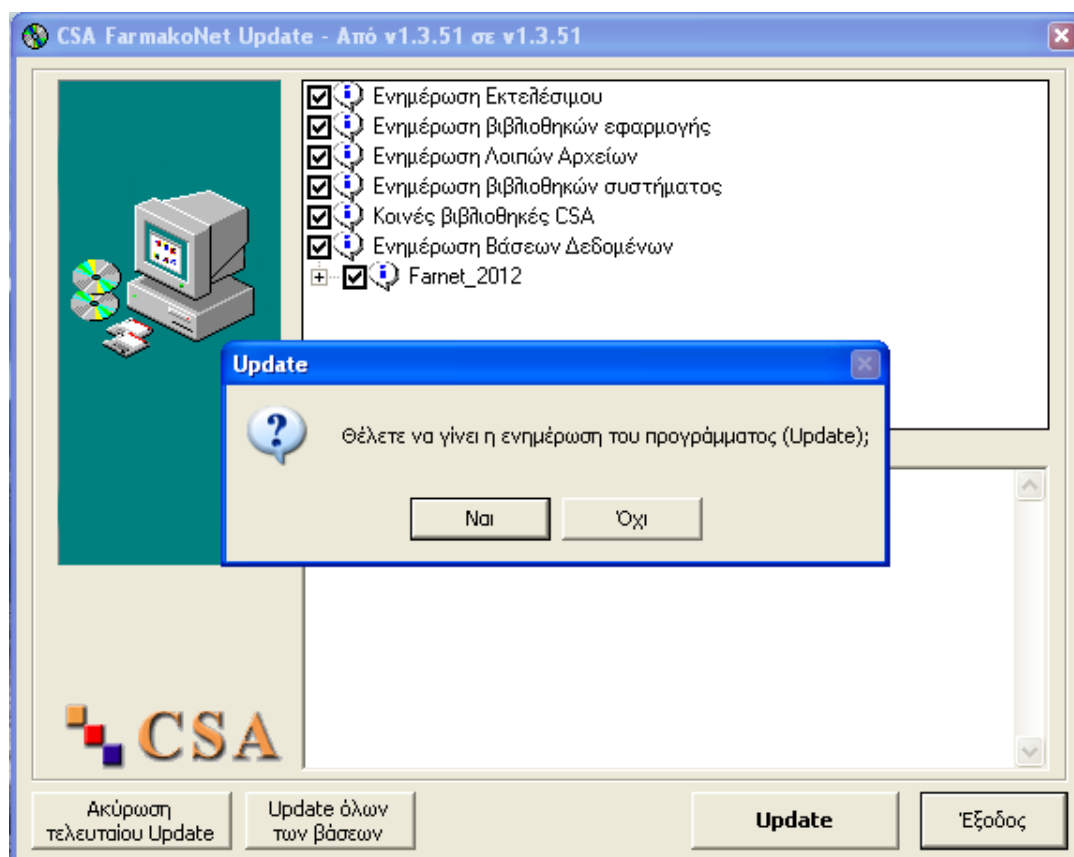 CSA FarmakoNet Update - Από v1.3.51 σε v1.3.51
Ενημέρωση Εκτελέσιμου
Ενημέρωση βιβλιοθηκών εφαρμογής
Ενημέρωση Λοιπών Αρχείων
Ενημέρωση βιβλιοθηκών συστήματος
Κοινές βιβλιοθηκές CSA
Ενημέρωση Βάσεων Δεδομένων
Farnet_2012
Update
Θέλετε να γίνει η ενημέρωση του προγράμματος (Update);
Ναι
Όχι
CSA
Ακύρωση
τελευταίου Update
Update όλων
των βάσεων
Update
Έξοδος